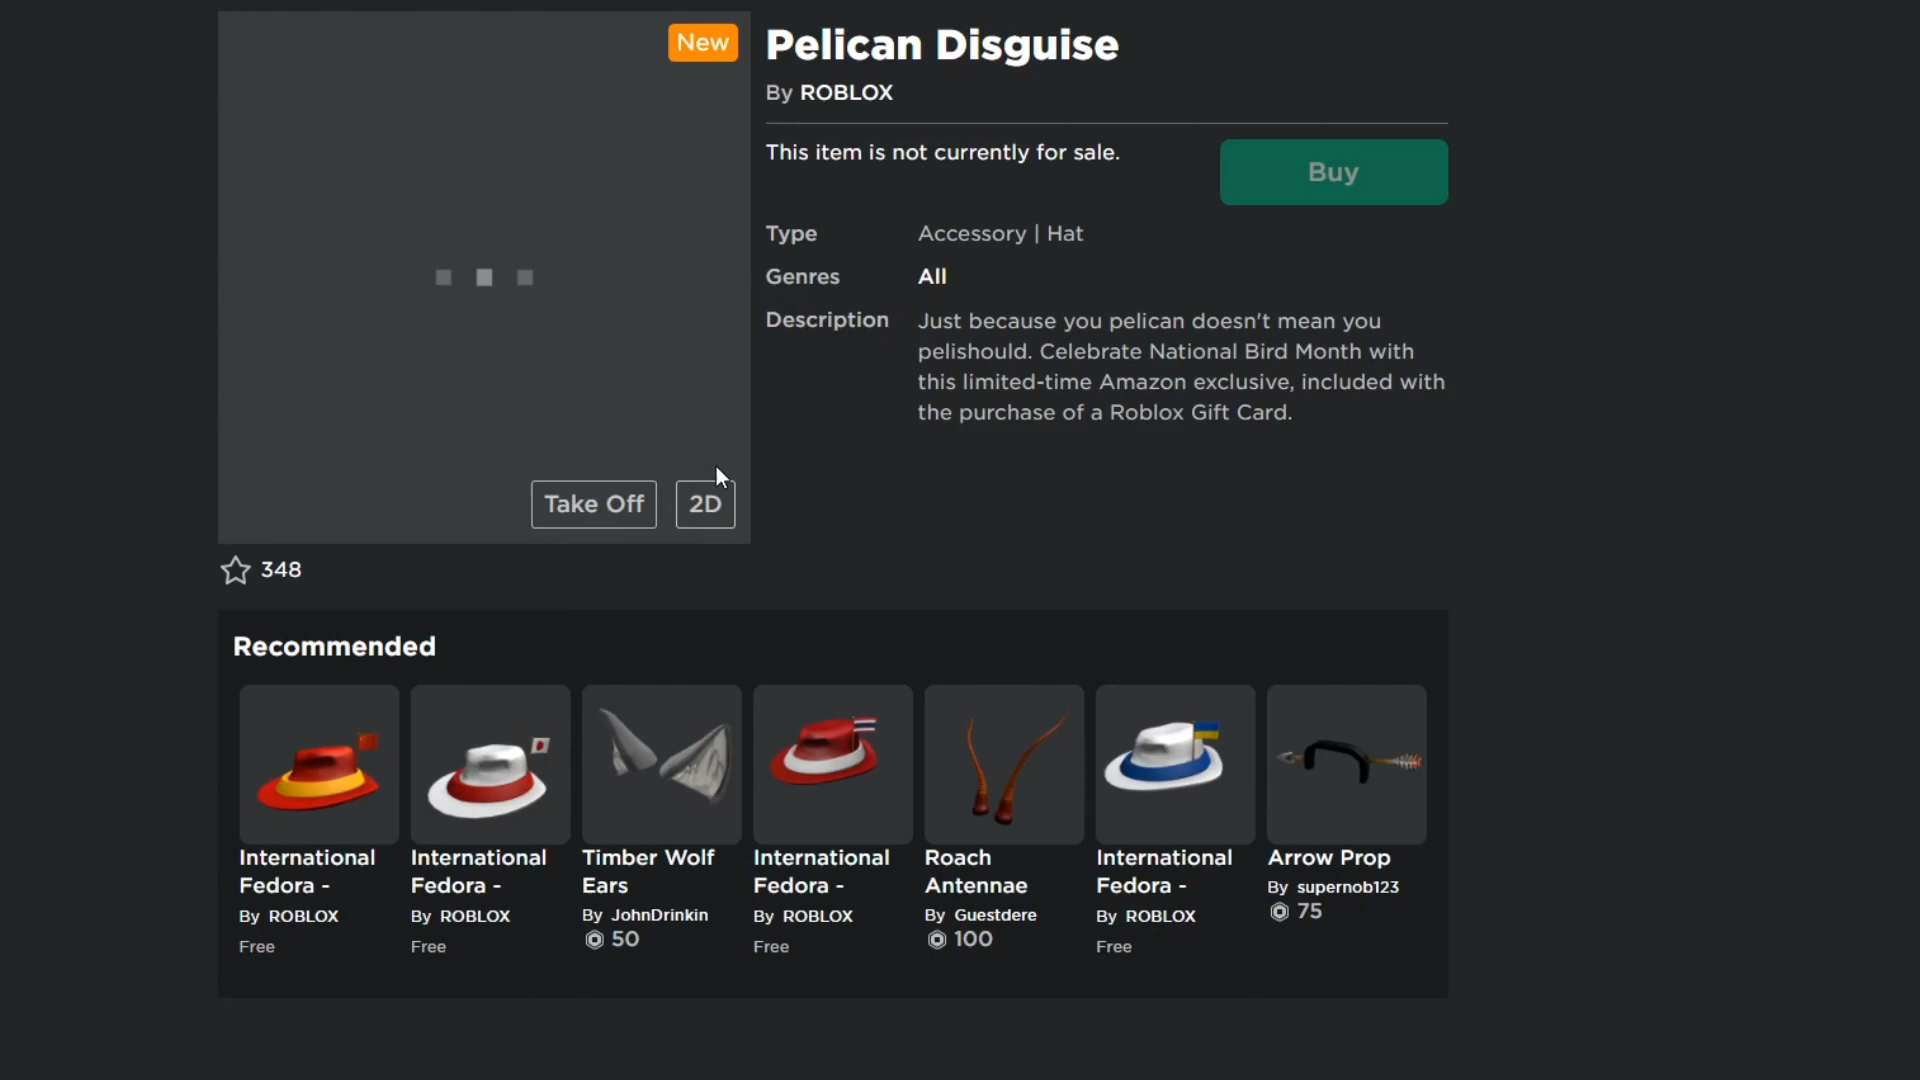 New
Pelican Disguise
By ROBLOX
This item is not currently for sale.
Buy
Type Accessory | Hat
Genres All
Description Just because you pelican doesn't mean you
pelishould. Celebrate National Bird Month with
this limited-time Amazon exclusive, included with
the purchase of a Roblox Gift Card.
Take Off 2D
348
Recommended
International
Fedora -
By ROBLOX
Free
International
Fedora -
By ROBLOX
Free
Timber Wolf
Ears
By JohnDrinkin
50
International
Fedora -
By ROBLOX
Free
Roach
Antennae
By Guestdere
100
International
Fedora -
By ROBLOX
Free
Arrow Prop
By supernob123
75